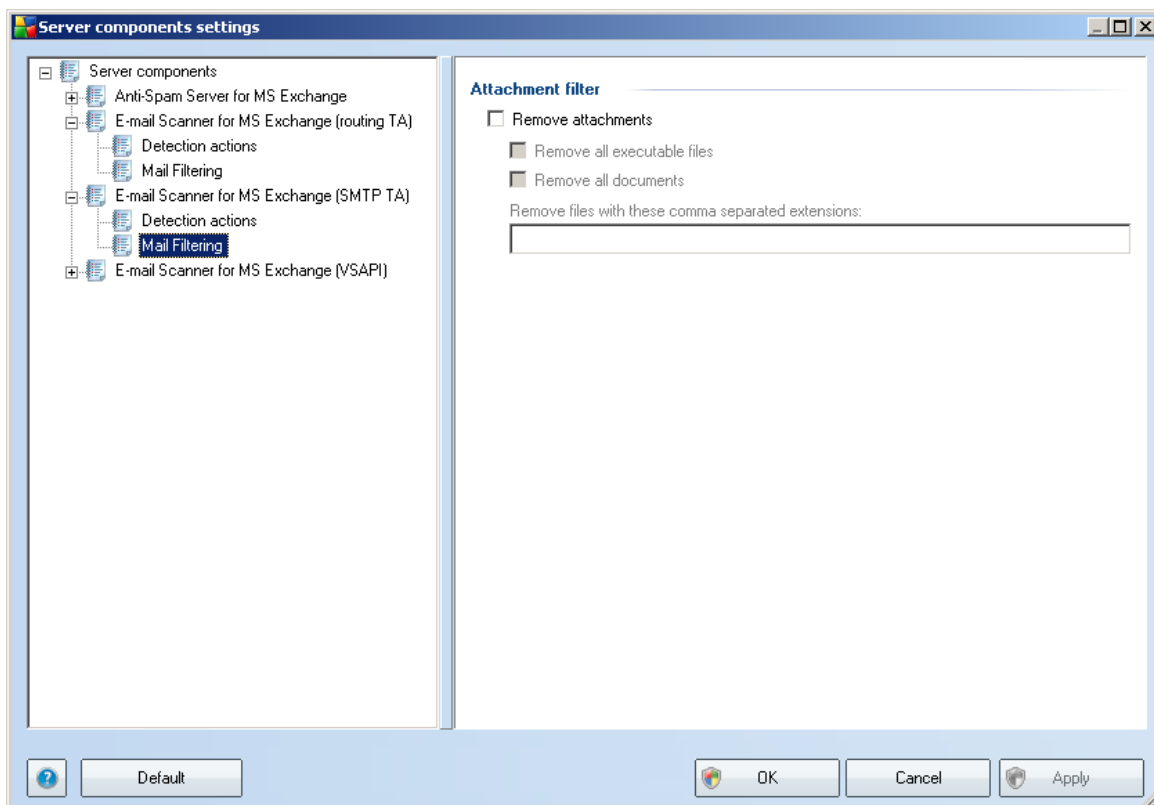 Server components settings
Server components
Anti-Spam Server for MS Exchange
E-mail Scanner for MS Exchange (routing TA)
Detection actions
Mail Filtering
E-mail Scanner for MS Exchange (SMTP TA)
Detection actions
Mail Filtering
E-mail Scanner for MS Exchange (VSAPI)
Attachment filter
Remove attachments
Remove all executable files
Remove all documents
Remove files with these comma separated extensions:
Default
OK
Cancel
Apply